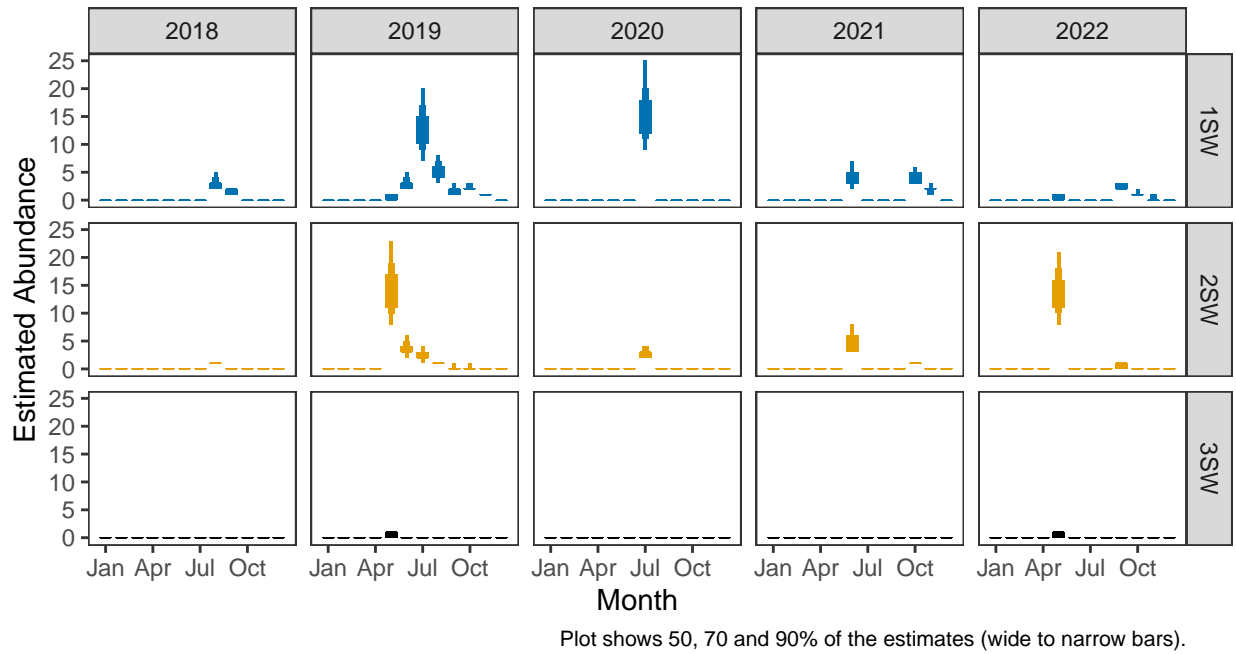 2018 2019 2020 2021 2022
25
20
15
10
5
0
1SW
25
20
15
10
5
0
2SW
25
20
15
10
5
0
3SW
Estimated Abundance
Jan Apr Jul Oct Jan Apr Jul Oct Jan Apr Jul Oct Jan Apr Jul Oct Jan Apr Jul Oct
Month
Plot shows 50, 70 and 90% of the estimates (wide to narrow bars).